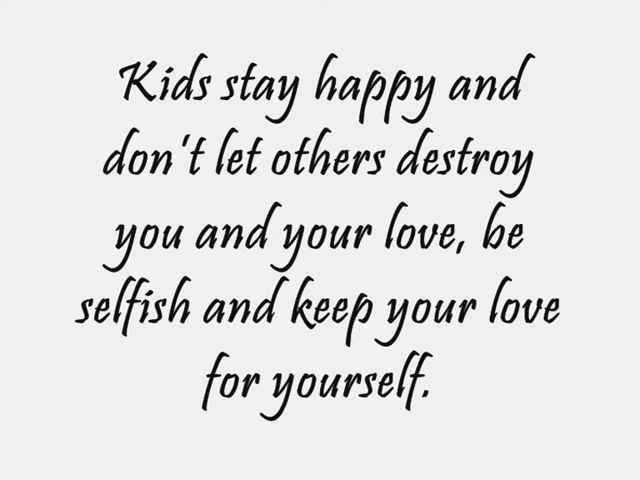 Kids stay happy and
don't let others destroy
you and your love, be
selfish and keep your love
for yourself.